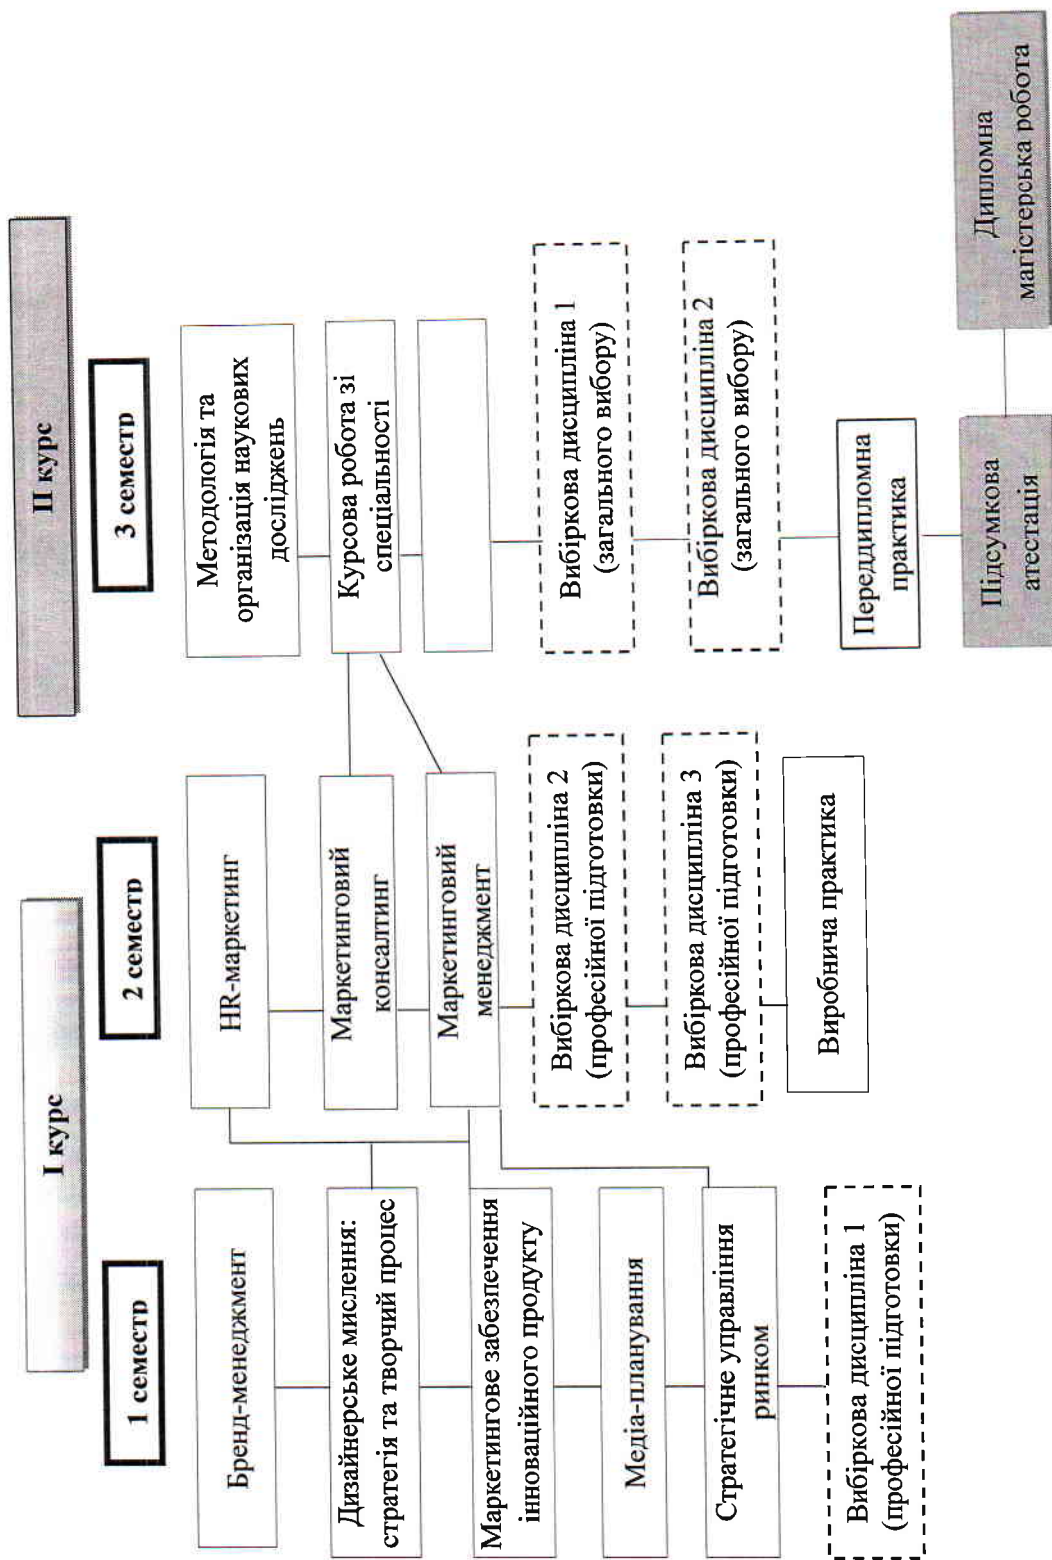 І курс
ІІ курс
1 семестр
2 семестр
3 семестр
Бренд-менеджмент
Дизайнерське мислення:
стратегія та творчий процес
Маркетингове забезпечення
інноваційного продукту
Медіа-планування
Стратегічне управління
ринком
Вибіркова дисципліна 1
(професійної підготовки)
HR-маркетинг
Маркетинговий
консалтинг
Маркетинговий
менеджмент
Вибіркова дисципліна 2
(професійної підготовки)
Вибіркова дисципліна 3
(професійної підготовки)
Виробнича практика
Методологія та
організація наукових
досліджень
Курсова робота зі
спеціальності
Вибіркова дисципліна 1
(загального вибору)
Вибіркова дисципліна 2
(загального вибору)
Переддипломна
практика
Підсумкова
атестація
Дипломна
магістерська робота